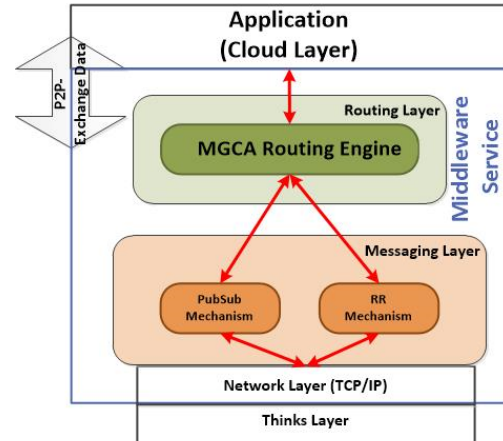 Application
(Cloud Layer)
P2P-
Exchange Data
Routing Layer
MGCA Routing Engine
Middleware
Service
Messaging Layer
PubSub
Mechanism
RR
Mechanism
Network Layer (TCP/IP)
Thinks Layer